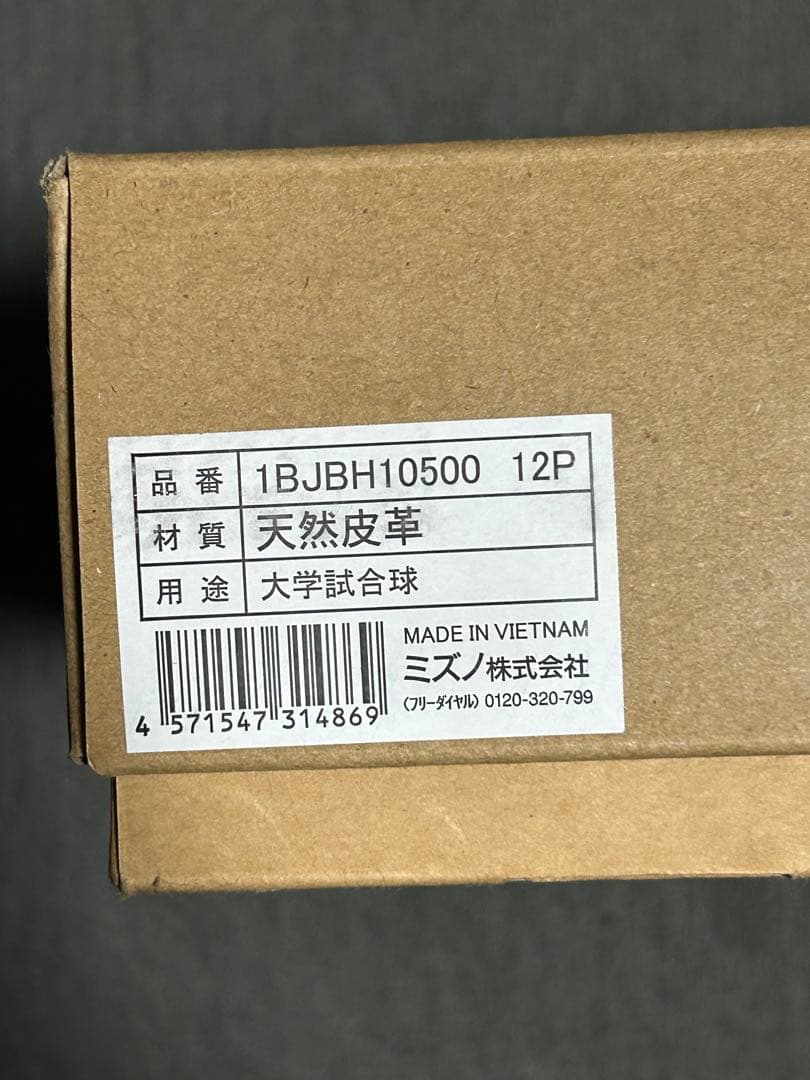 品番 1BJBH10500 12P
材質 天然皮革
用途 大学試合球
MADE IN VIETNAM
ミズノ株式会社
(フリーダイヤル) 0120-320-799
4 571547 314869